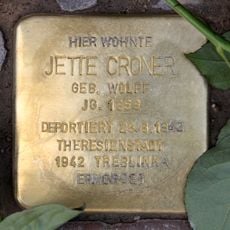 HIER WOHNTE
JETTE CRONER
GEB. WOLFF
JG.
DEPORTIERT
THERESIENSTADT
1942 TREBLINKA
ERMORDET